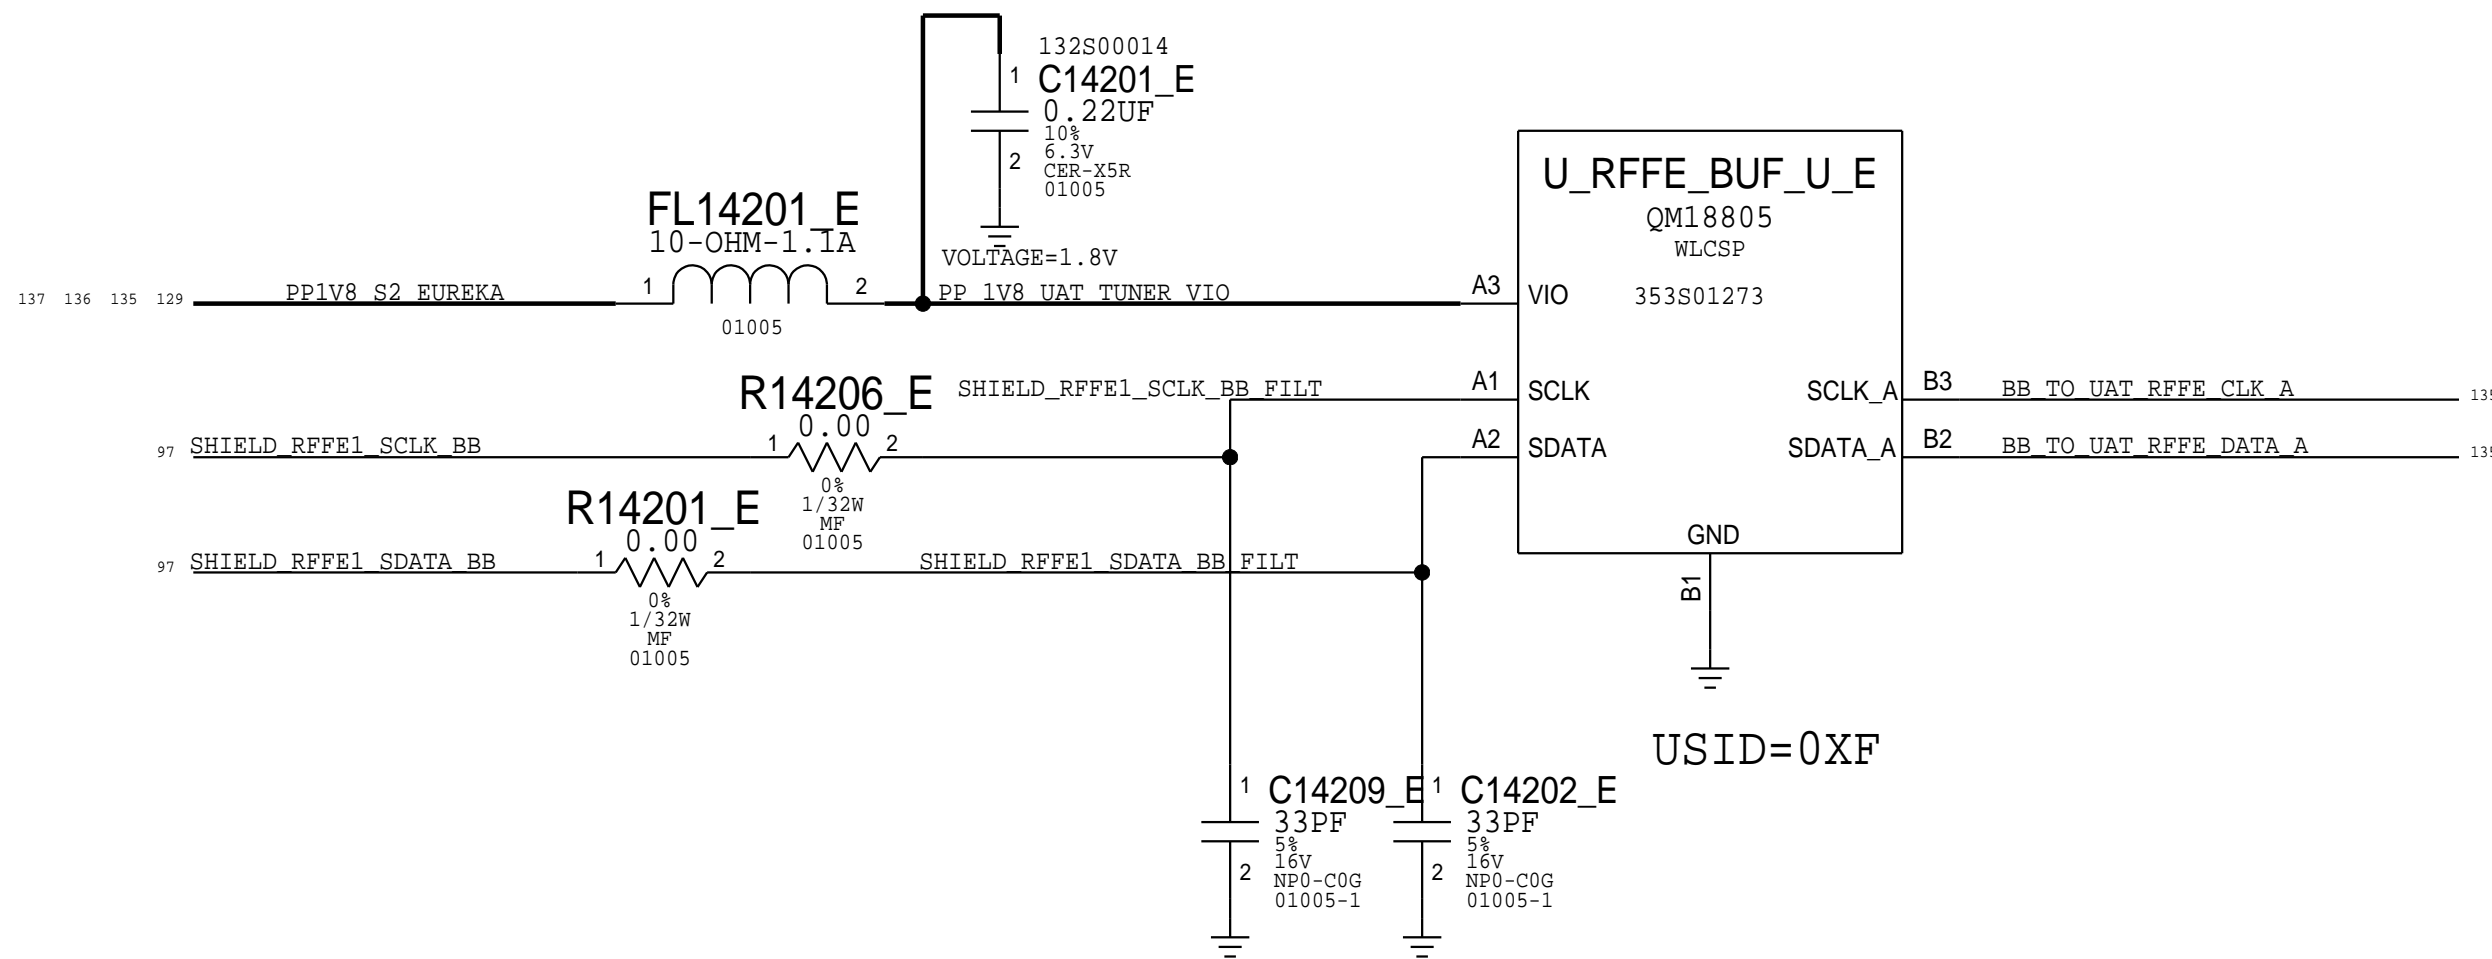 132S00014
1
C14201_E
0.22UF
10%
6.3V
2
CER-X5R
01005
FL14201_E
10-OHM-1.1A
VOLTAGE=1.8V
137 136 135 129
PP1V8_S2_EUREKA
1
2
PP_1V8_UAT_TUNER_VIO
01005
U_RFFE_BUF_U_E
QM18805
WLCSP
353S01273
A3
VIO
A1
SCLK
A2
SDATA
SCLK_A
B3
BB_TO_UAT_RFFE_CLK_A
135
SDATA_A
B2
BB_TO_UAT_RFFE_DATA_A
135
GND
B1
USID=0XF
R14206_E
0.00
SHIELD_RFFE1_SCLK_BB_FILT
97
SHIELD_RFFE1_SCLK_BB
1
2
0%
1/32W
MF
01005
R14201_E
0.00
97
SHIELD_RFFE1_SDATA_BB
1
2
SHIELD_RFFE1_SDATA_BB_FILT
0%
1/32W
MF
01005
1
C14209_E
33PF
5%
16V
2
NP0-C0G
01005-1
1
C14202_E
33PF
5%
16V
2
NP0-C0G
01005-1